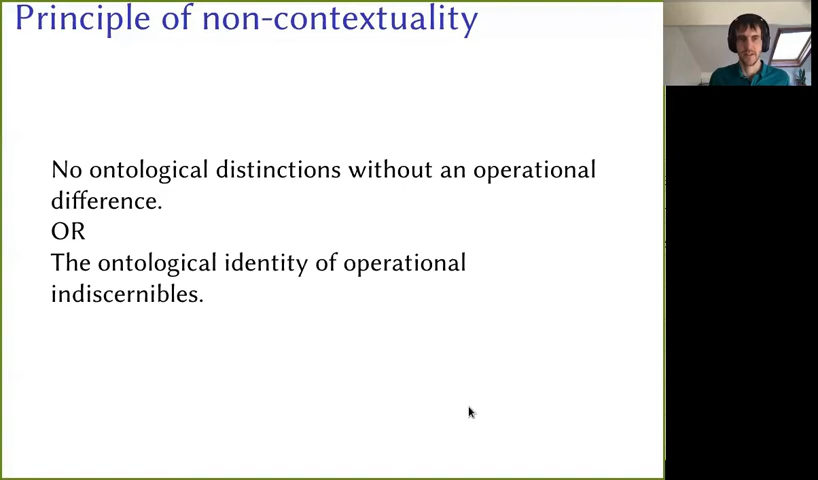 Principle of non-contextuality
No ontological distinctions without an operational
difference.
OR
The ontological identity of operational
indiscernibles.